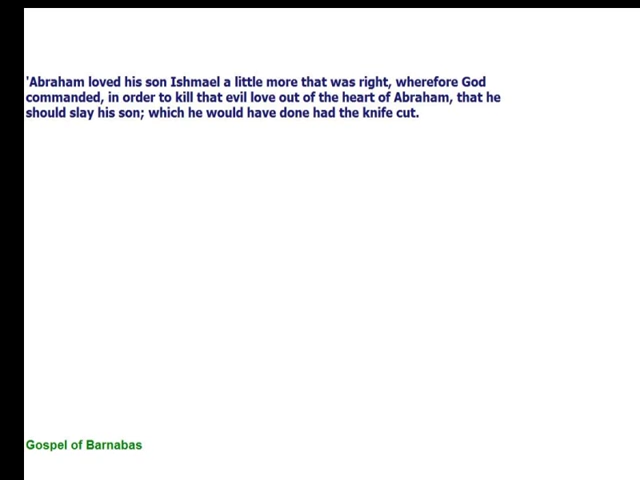 'Abraham loved his son Ishmael a little more that was right, wherefore God
commanded, in order to kill that evil love out of the heart of Abraham, that he
should slay his son; which he would have done had the knife cut.
Gospel of Barnabas